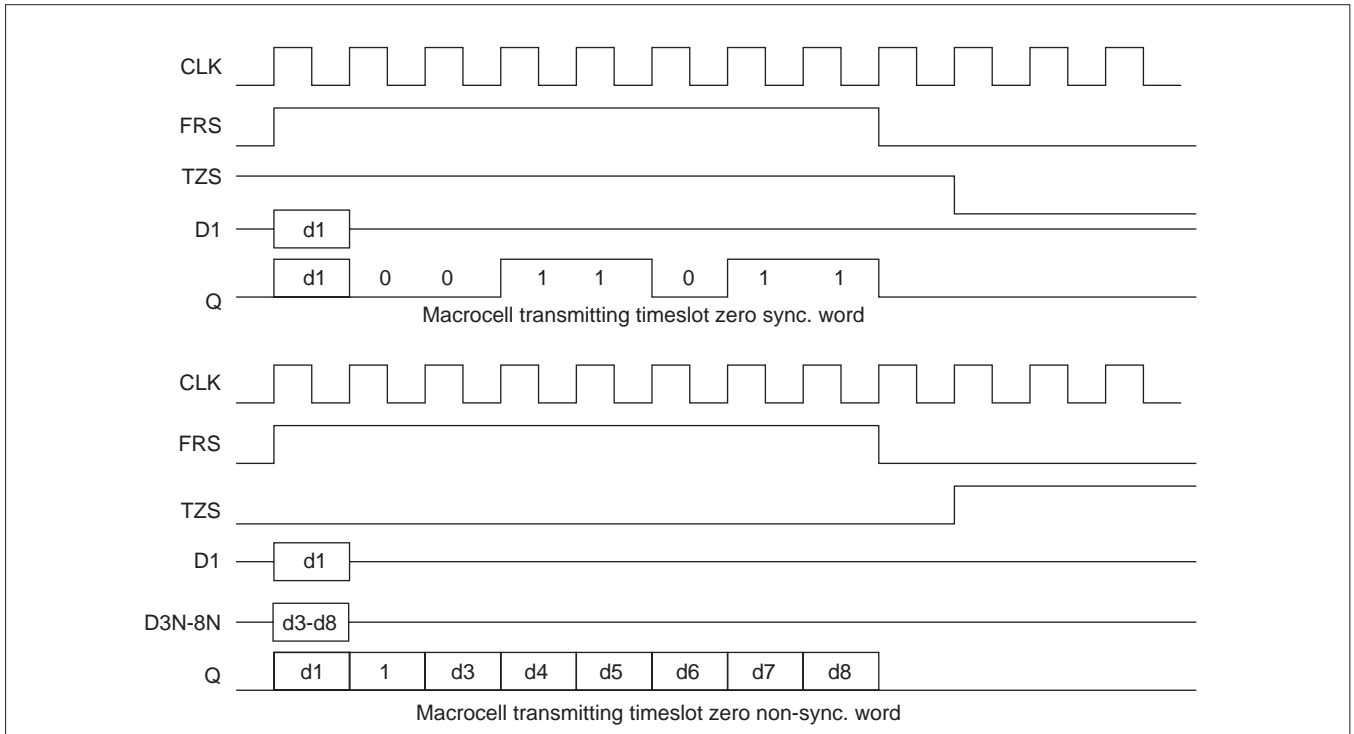 CLK
FRS
TZS
D1 d1
Q d1 0 0 1 1 0 1 1
Macrocell transmitting timeslot zero sync. word
CLK
FRS
TZS
D1 d1
D3N-8N d3-d8
Q d1 1 d3 d4 d5 d6 d7 d8
Macrocell transmitting timeslot zero non-sync. word